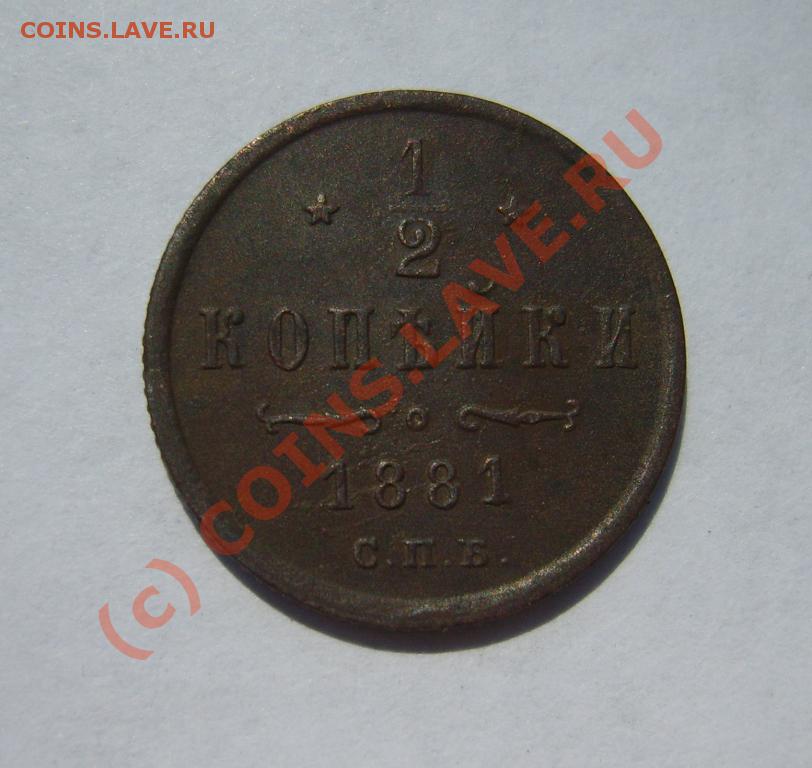 COINS.LAVE.RU
1
2
КОПѢЙКИ
1881
С.П.Б.
(c) COINS.LAVE.RU